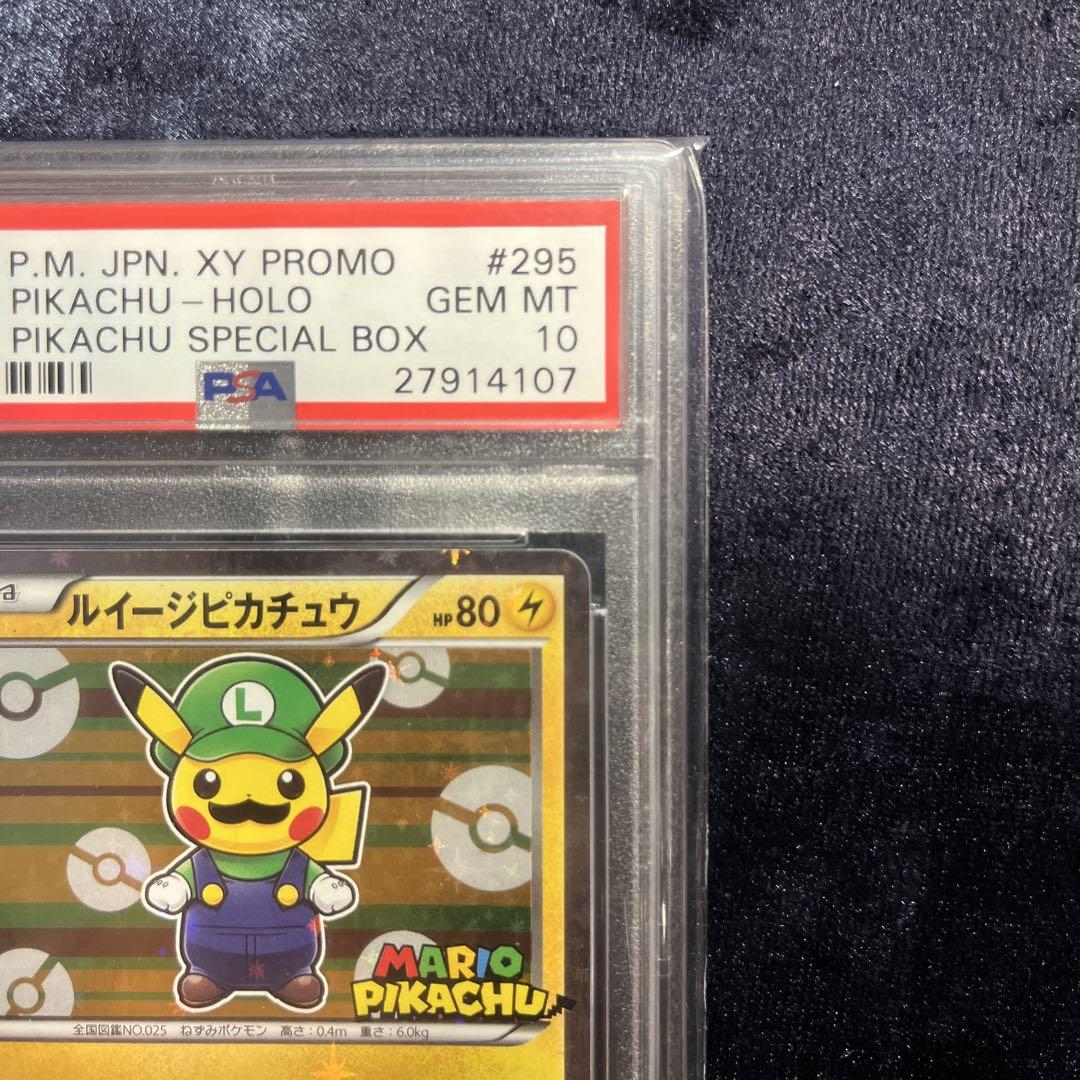 P.M. JPN. XY PROMO #295
PIKACHU-HOLO GEM MT
PIKACHU SPECIAL BOX 10
PSA 27914107
ルイージピカチュウ HP80
L
MARIO
PIKACHU
全国図鑑NO.025 ねずみポケモン 高さ:0.4m 重さ:6.0kg